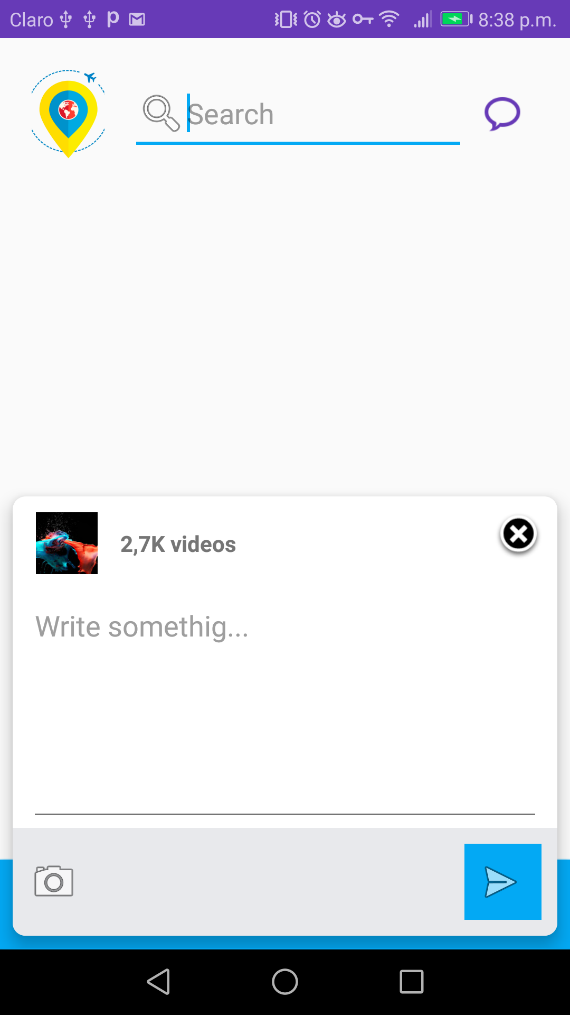 Claro 8:38 p.m.
Search
2,7K videos
Write somethig...